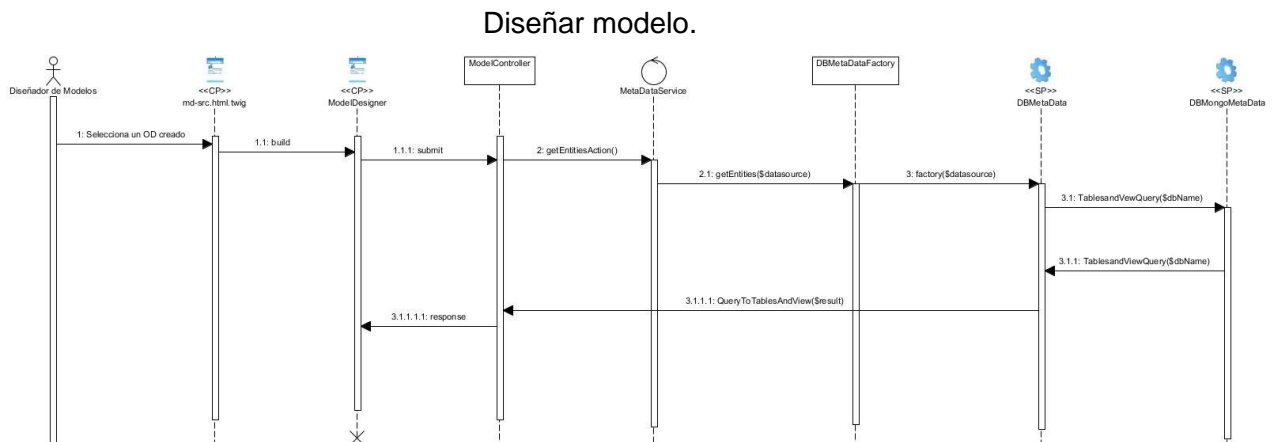 Diseñar modelo.
Diseñador de Modelos
<<CP>>
md-src.html.twig
<<CP>>
ModelDesigner
ModelController
MetaDataService
DBMetaDataFactory
<<SP>>
DBMetaData
<<SP>>
DBMongoMetaData
1: Selecciona un OD creado
1.1: build
1.1.1: submit
2: getEntitiesAction()
2.1: getEntities($datasource)
3: factory($datasource)
3.1: TablesandVewQuery($dbName)
3.1.1: TablesandViewQuery($dbName)
3.1.1.1: QueryToTablesAndView($result)
3.1.1.1.1: response